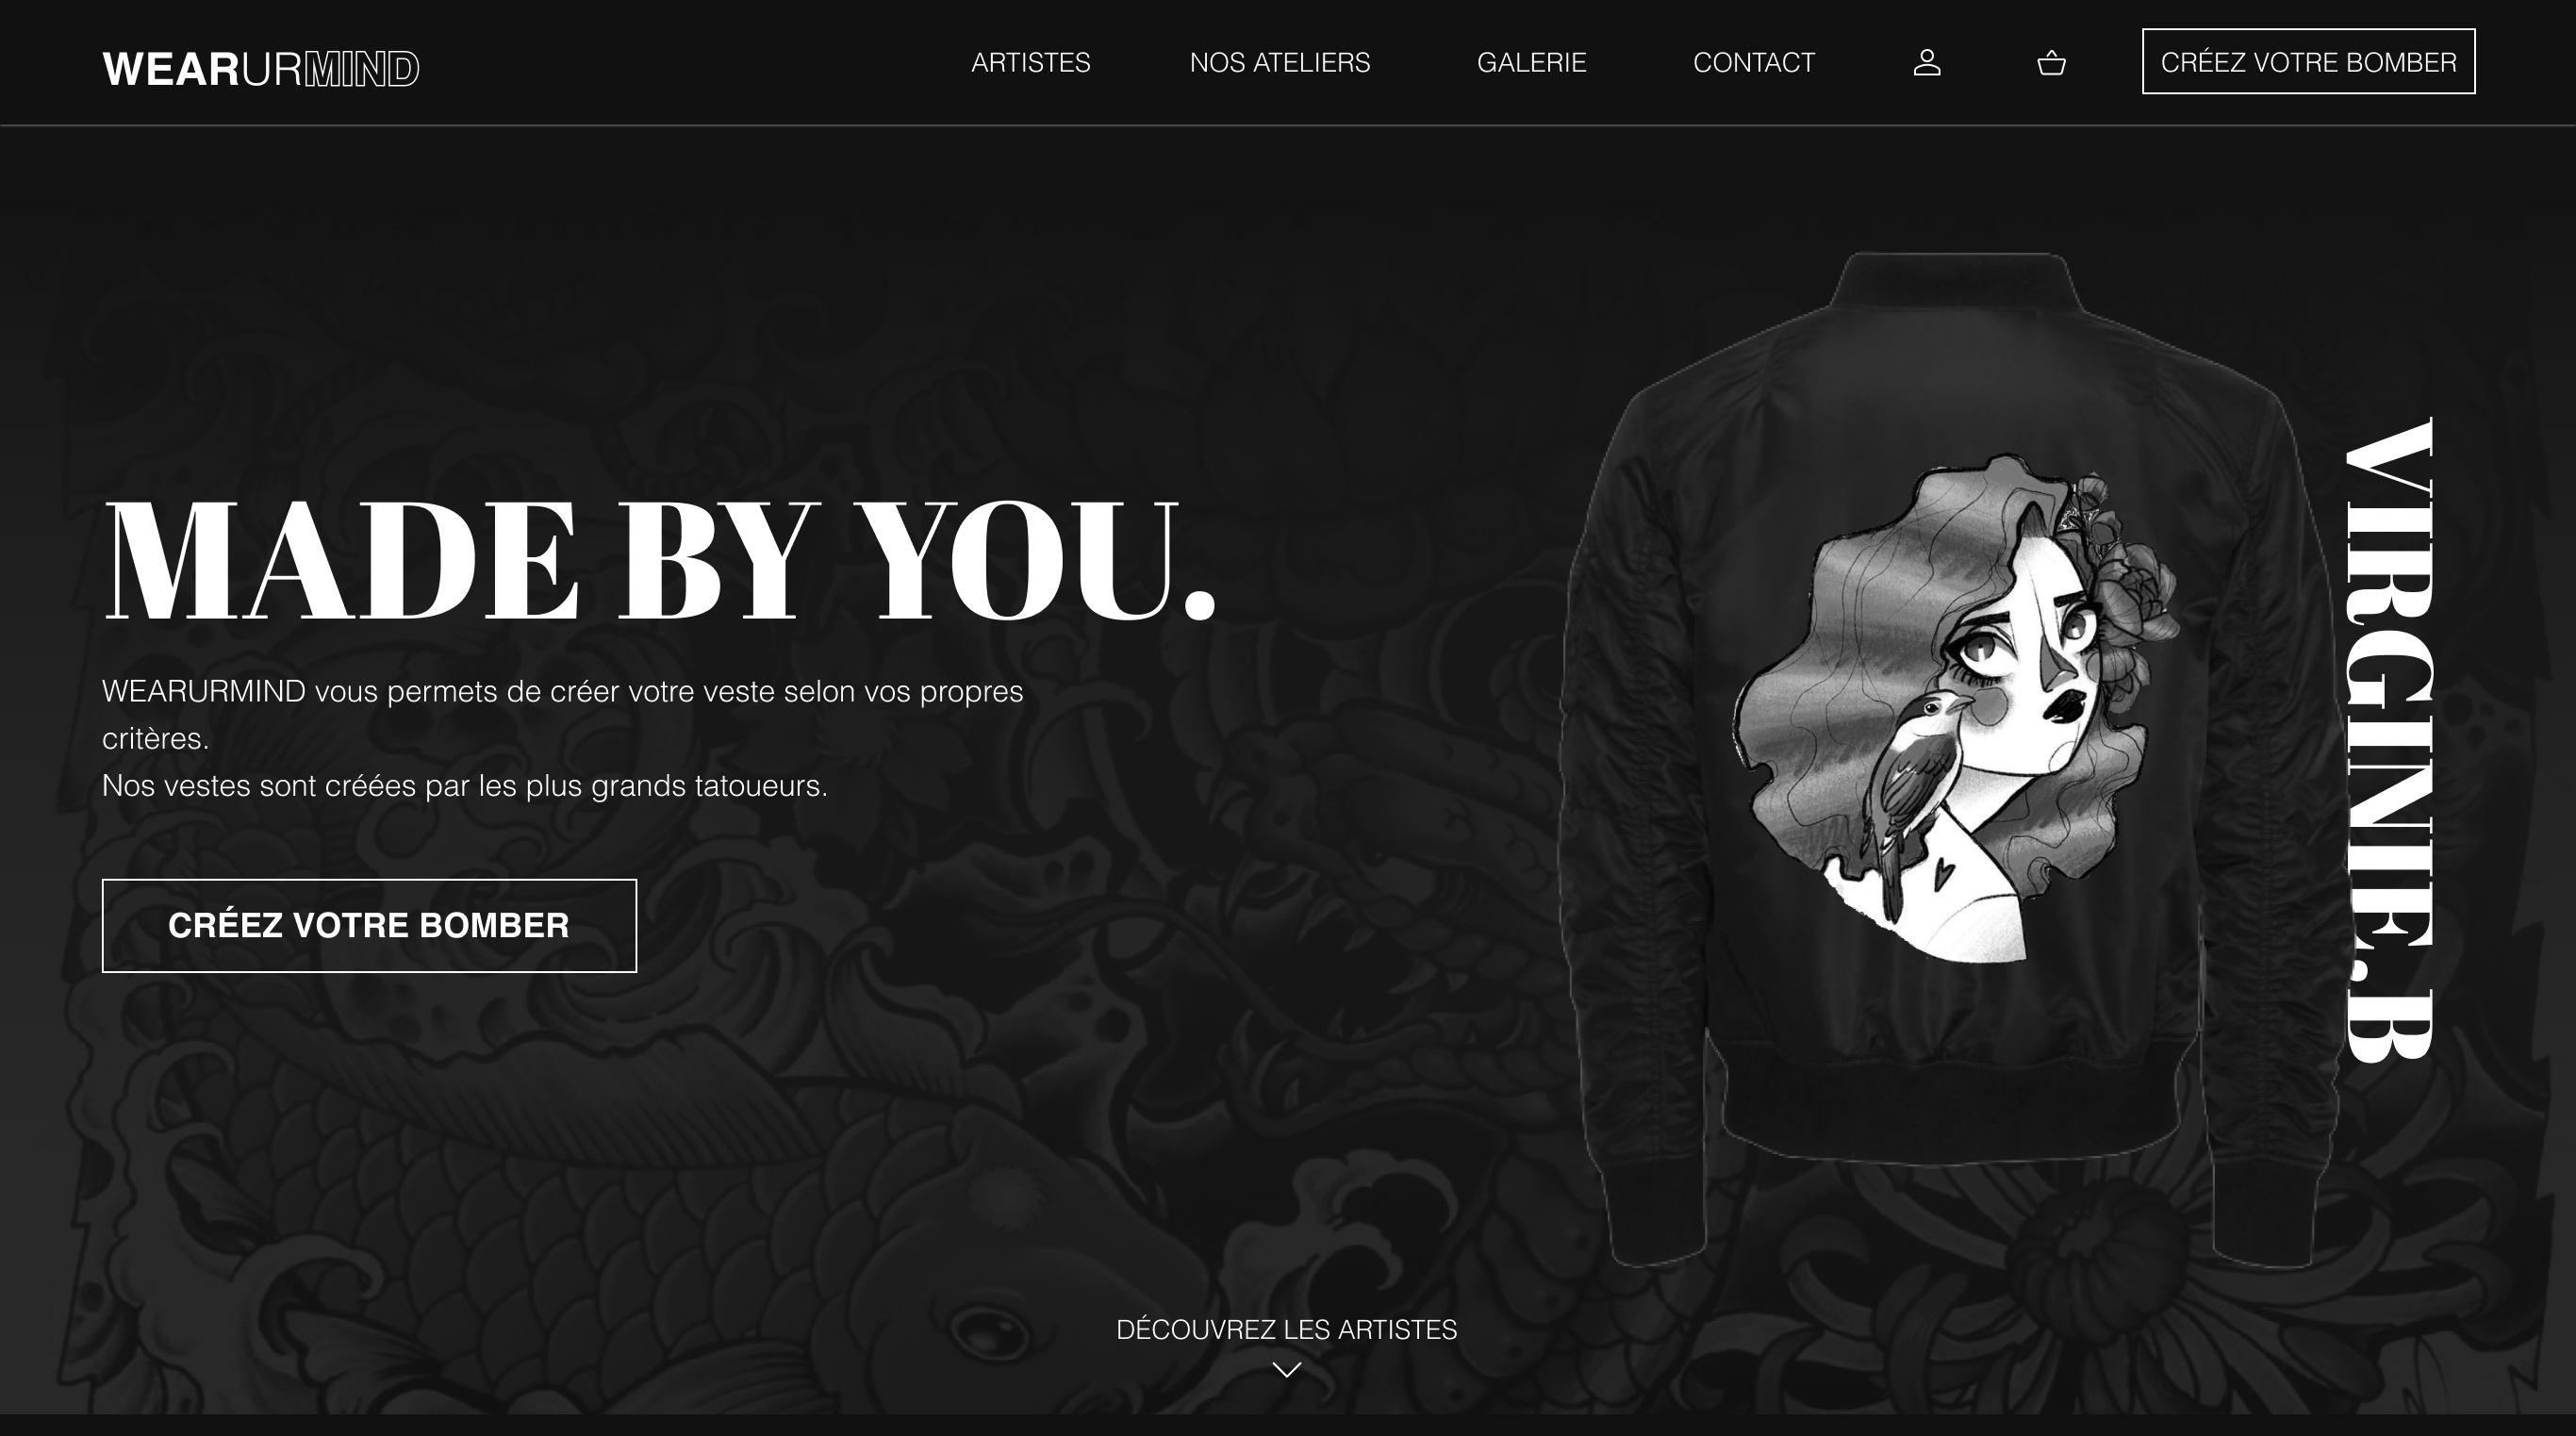 WEARURMIND
ARTISTES
NOS ATELIERS
GALERIE
CONTACT
CRÉEZ VOTRE BOMBER
MADE BY YOU.
WEARURMIND vous permets de créer votre veste selon vos propres
critères.
Nos vestes sont créées par les plus grands tatoueurs.
CRÉEZ VOTRE BOMBER
VIRGINIE.B
DÉCOUVREZ LES ARTISTES